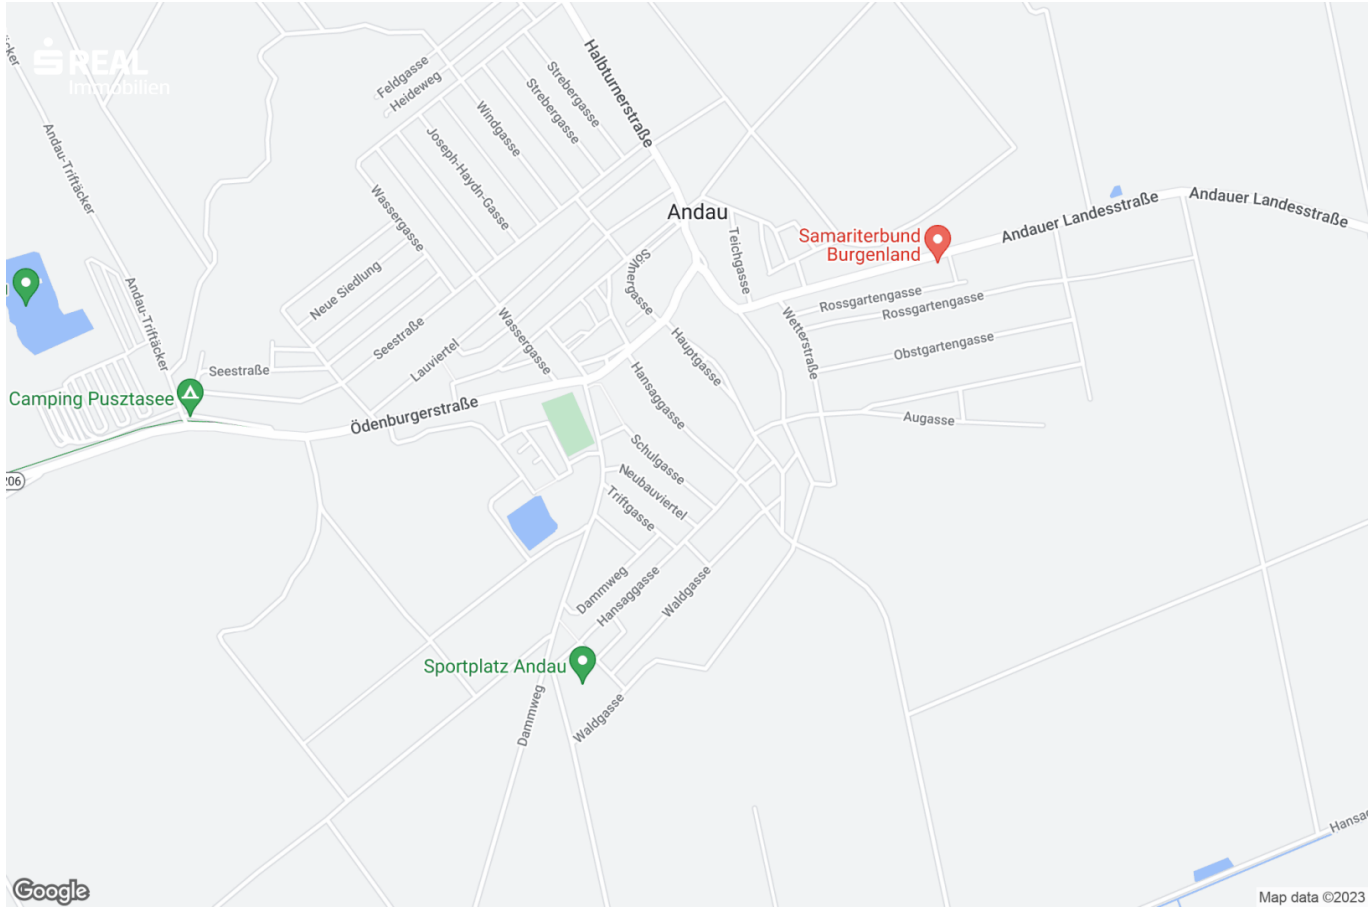 REAL
Immobilien
Feldgasse
Heideweg
Halbturnerstraße
Strebergasse
Strebergasse
Windgasse
Joseph-Haydn-Gasse
Wassergasse
Andau-Triftäcker
Andau
Andauer Landesstraße
Andauer Landesstraße
Teichgasse
Samariterbund
Burgenland
Neue Siedlung
Andau-Triftäcker
Rossgartengasse
Rossgartengasse
Wetterstraße
Seestraße
Wassergasse
Hauptgasse
Obstgartengasse
Lauviertel
Seestraße
Camping Pusztasee
Ödenburgerstraße
Hansaggasse
Augasse
Schulgasse
Neubauviertel
Triftgasse
Dammweg
Hansaggasse
Waldgasse
Sportplatz Andau
Dammweg
Waldgasse
Google
Map data ©2023